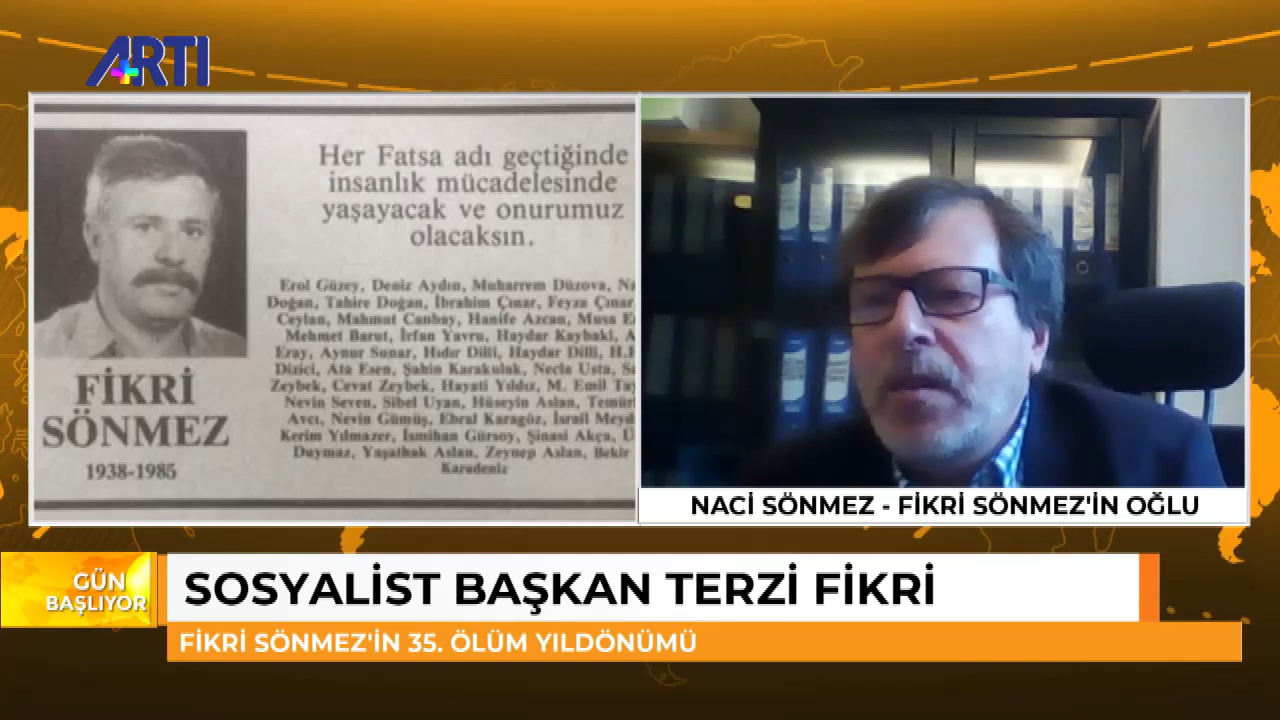 ARTI
Her Fatsa adı geçtiğinde
insanlık mücadelesinde
yaşayacak ve onurumuz
olacaksın.
Erol Güzey, Deniz Aydın, Muharrem Düzova,
Doğan, Tahire Doğan, İbrahim Çınar, Feyza Çınar,
Ceylan, Mahmut Canbay, Hanife Azcan, Musa
Mehmet Barut, İrfan Yavru, Haydar Kaybaki,
Eray, Aynur Sunar, Hıdır Dilli, Haydar Dilli,
Dizici, Ata Esen, Şahin Karakulak, Necla Usta,
Zeybek, Cevat Zeybek, Hayati Yıldız, M. Emil
Nevin Seven, Sibel Uyan, Hüseyin Aslan,
Avcı, Nevin Gümüş, Ebral Karagöz, İsrail
Kerim Yılmazer, İsmihan Gürsoy, Şinasi Akça,
Duymaz, Yaşathak Aslan, Zeynep Aslan, Bekir
Karadeniz
FİKRİ
SÖNMEZ
1938-1985
NACİ SÖNMEZ - FİKRİ SÖNMEZ'İN OĞLU
GÜN
BAŞLIYOR
SOSYALİST BAŞKAN TERZİ FİKRİ
FİKRİ SÖNMEZ'İN 35. ÖLÜM YILDÖNÜMÜ